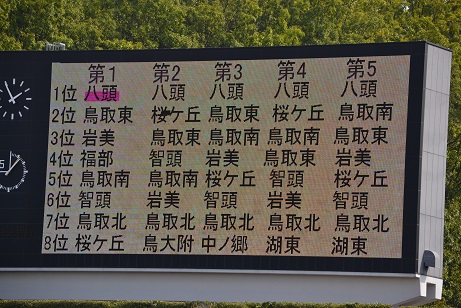 第1 第2 第3 第4 第5
1位 八頭 八頭 八頭 八頭 八頭
2位 鳥取東 桜ケ丘 鳥取東 桜ケ丘 鳥取東
3位 岩美 鳥取東 鳥取南 鳥取南 鳥取南
4位 福部 智頭 岩美 鳥取東 岩美
5位 鳥取南 鳥取南 桜ケ丘 智頭 桜ケ丘
6位 智頭 岩美 智頭 岩美 智頭
7位 鳥取北 鳥取北 鳥取北 鳥取北 鳥取北
8位 桜ケ丘 鳥大附 中ノ郷 湖東 湖東